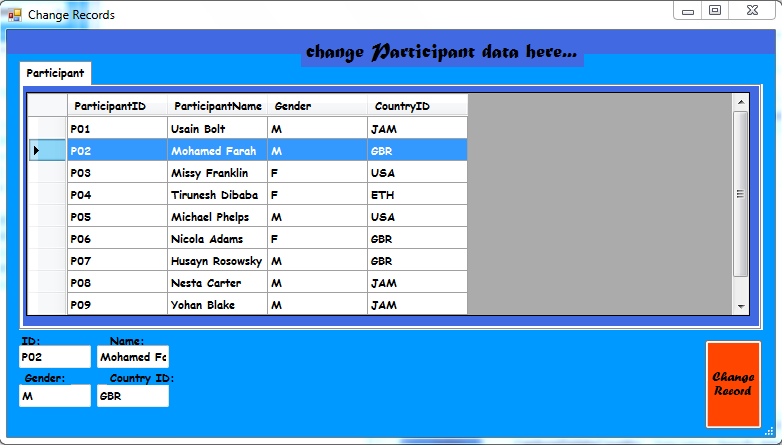 Change Records
change Participant data here...
Participant
ParticipantID ParticipantName Gender CountryID
P01 Usain Bolt M JAM
P02 Mohamed Farah M GBR
P03 Missy Franklin F USA
P04 Tirunesh Dibaba F ETH
P05 Michael Phelps M USA
P06 Nicola Adams F GBR
P07 Husayn Rosowsky M GBR
P08 Nesta Carter M JAM
P09 Yohan Blake M JAM
ID: Name:
P02 Mohamed Fa
Gender: Country ID:
M GBR
Change
Record